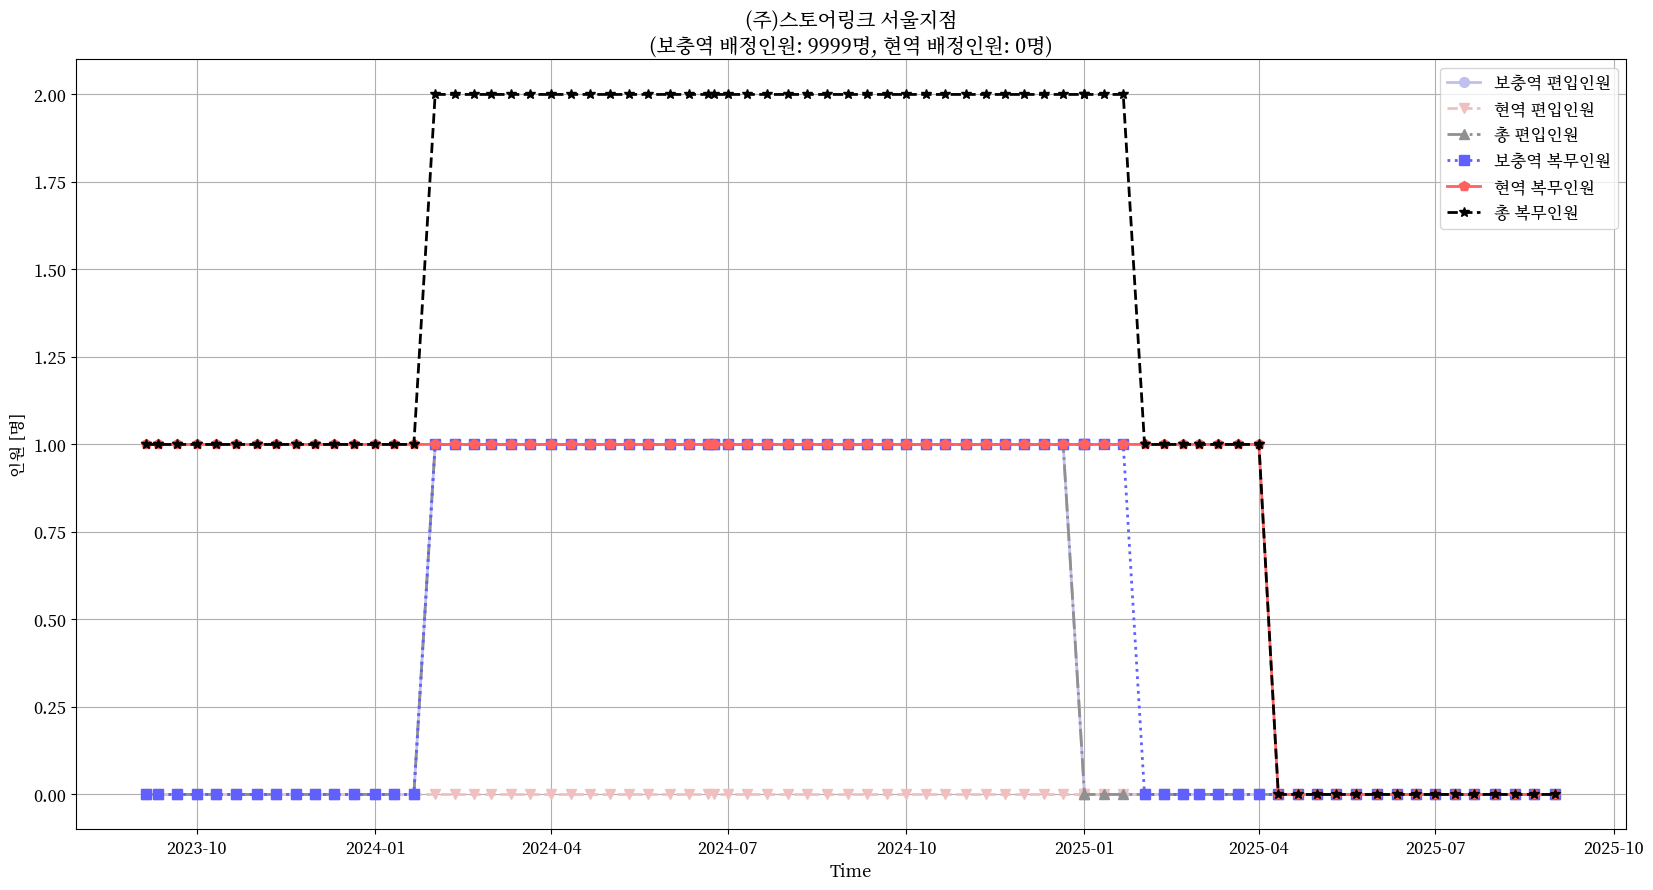 (주)스토어링크 서울지점
(보충역 배정인원: 9999명, 현역 배정인원: 0명)
보충역 편입인원
현역 편입인원
총 편입인원
보충역 복무인원
현역 복무인원
총 복무인원
2.00
1.75
1.50
1.25
1.00
0.75
0.50
0.25
0.00
인원 [명]
2023-10
2024-01
2024-04
2024-07
2024-10
2025-01
2025-04
2025-07
2025-10
Time